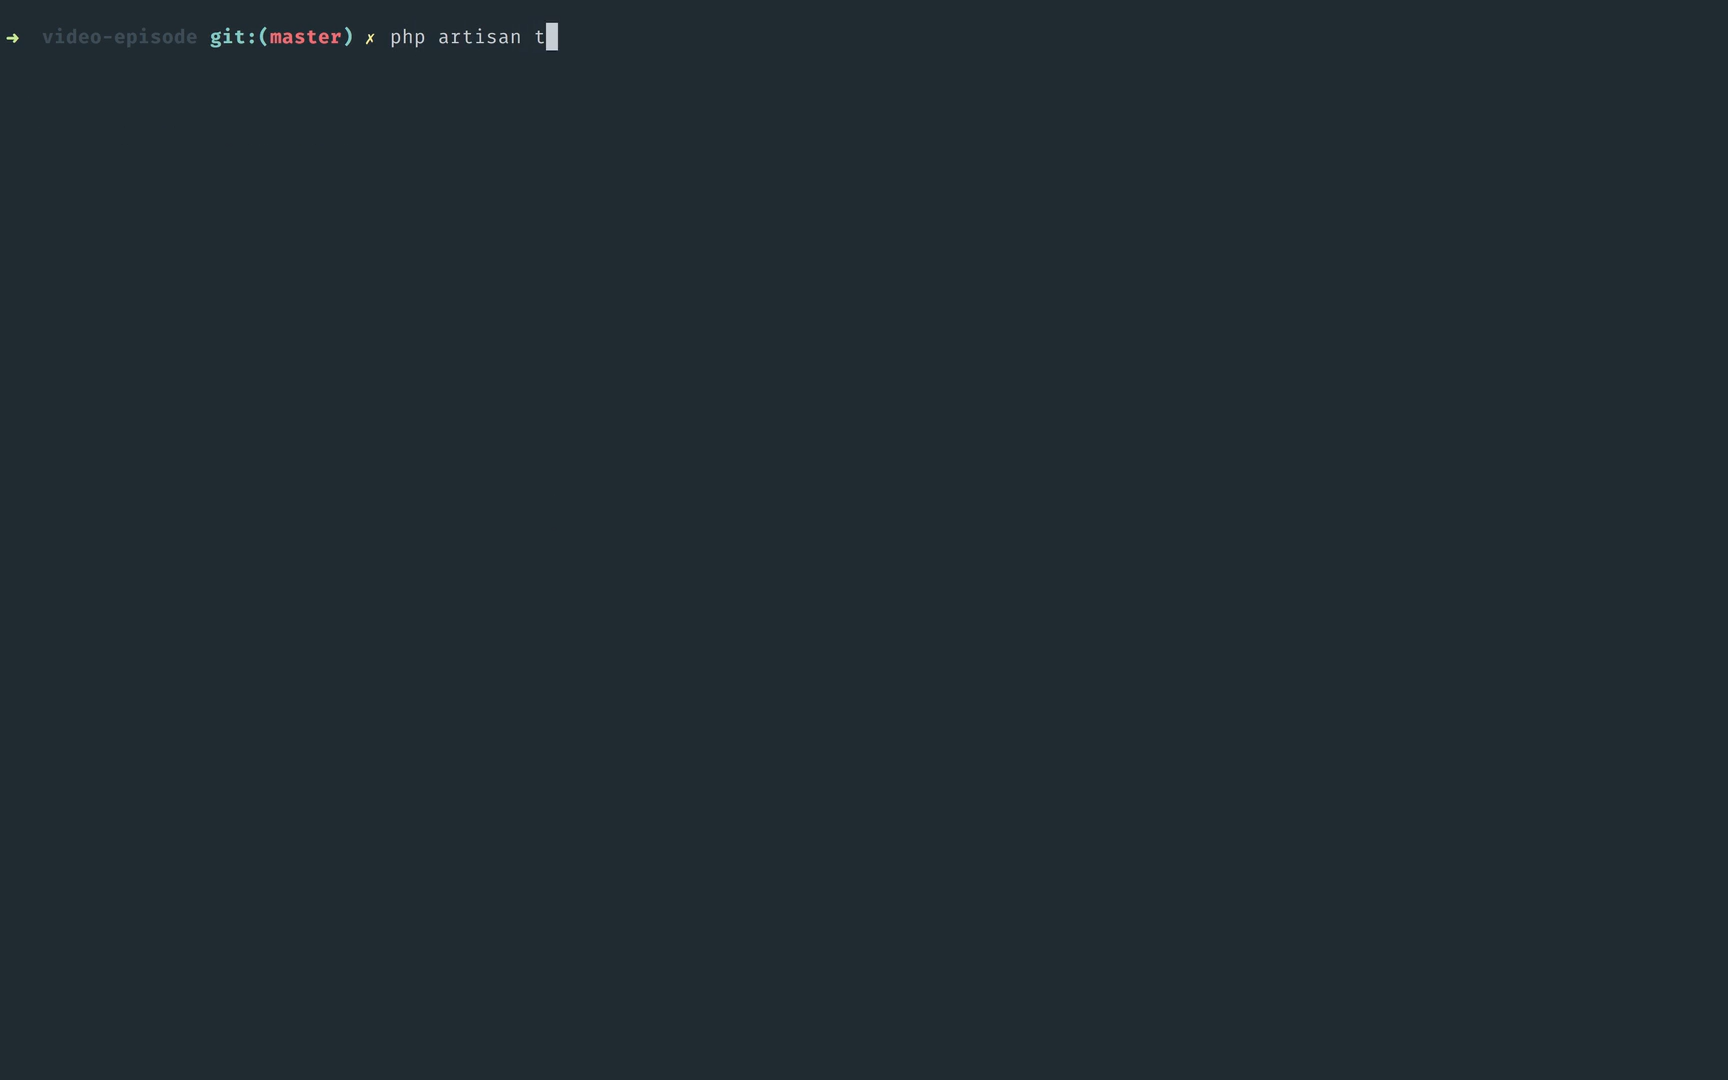 ➜ video-episode git:(master) ✗ php artisan t